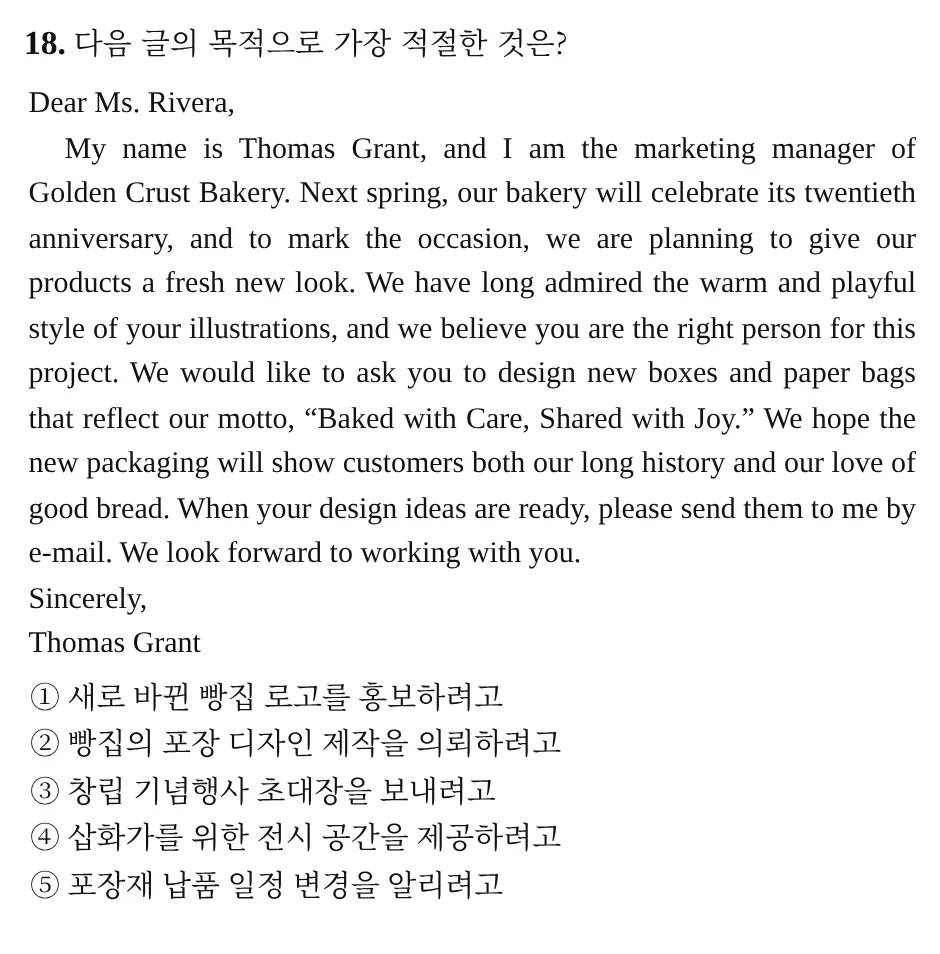 18. 다음 글의 목적으로 가장 적절한 것은?
Dear Ms. Rivera,
My name is Thomas Grant, and I am the marketing manager of
Golden Crust Bakery. Next spring, our bakery will celebrate its twentieth
anniversary, and to mark the occasion, we are planning to give our
products a fresh new look. We have long admired the warm and playful
style of your illustrations, and we believe you are the right person for this
project. We would like to ask you to design new boxes and paper bags
that reflect our motto, “Baked with Care, Shared with Joy.” We hope the
new packaging will show customers both our long history and our love of
good bread. When your design ideas are ready, please send them to me by
e-mail. We look forward to working with you.
Sincerely,
Thomas Grant
① 새로 바뀐 빵집 로고를 홍보하려고
② 빵집의 포장 디자인 제작을 의뢰하려고
③ 창립 기념행사 초대장을 보내려고
④ 삽화가를 위한 전시 공간을 제공하려고
⑤ 포장재 납품 일정 변경을 알리려고